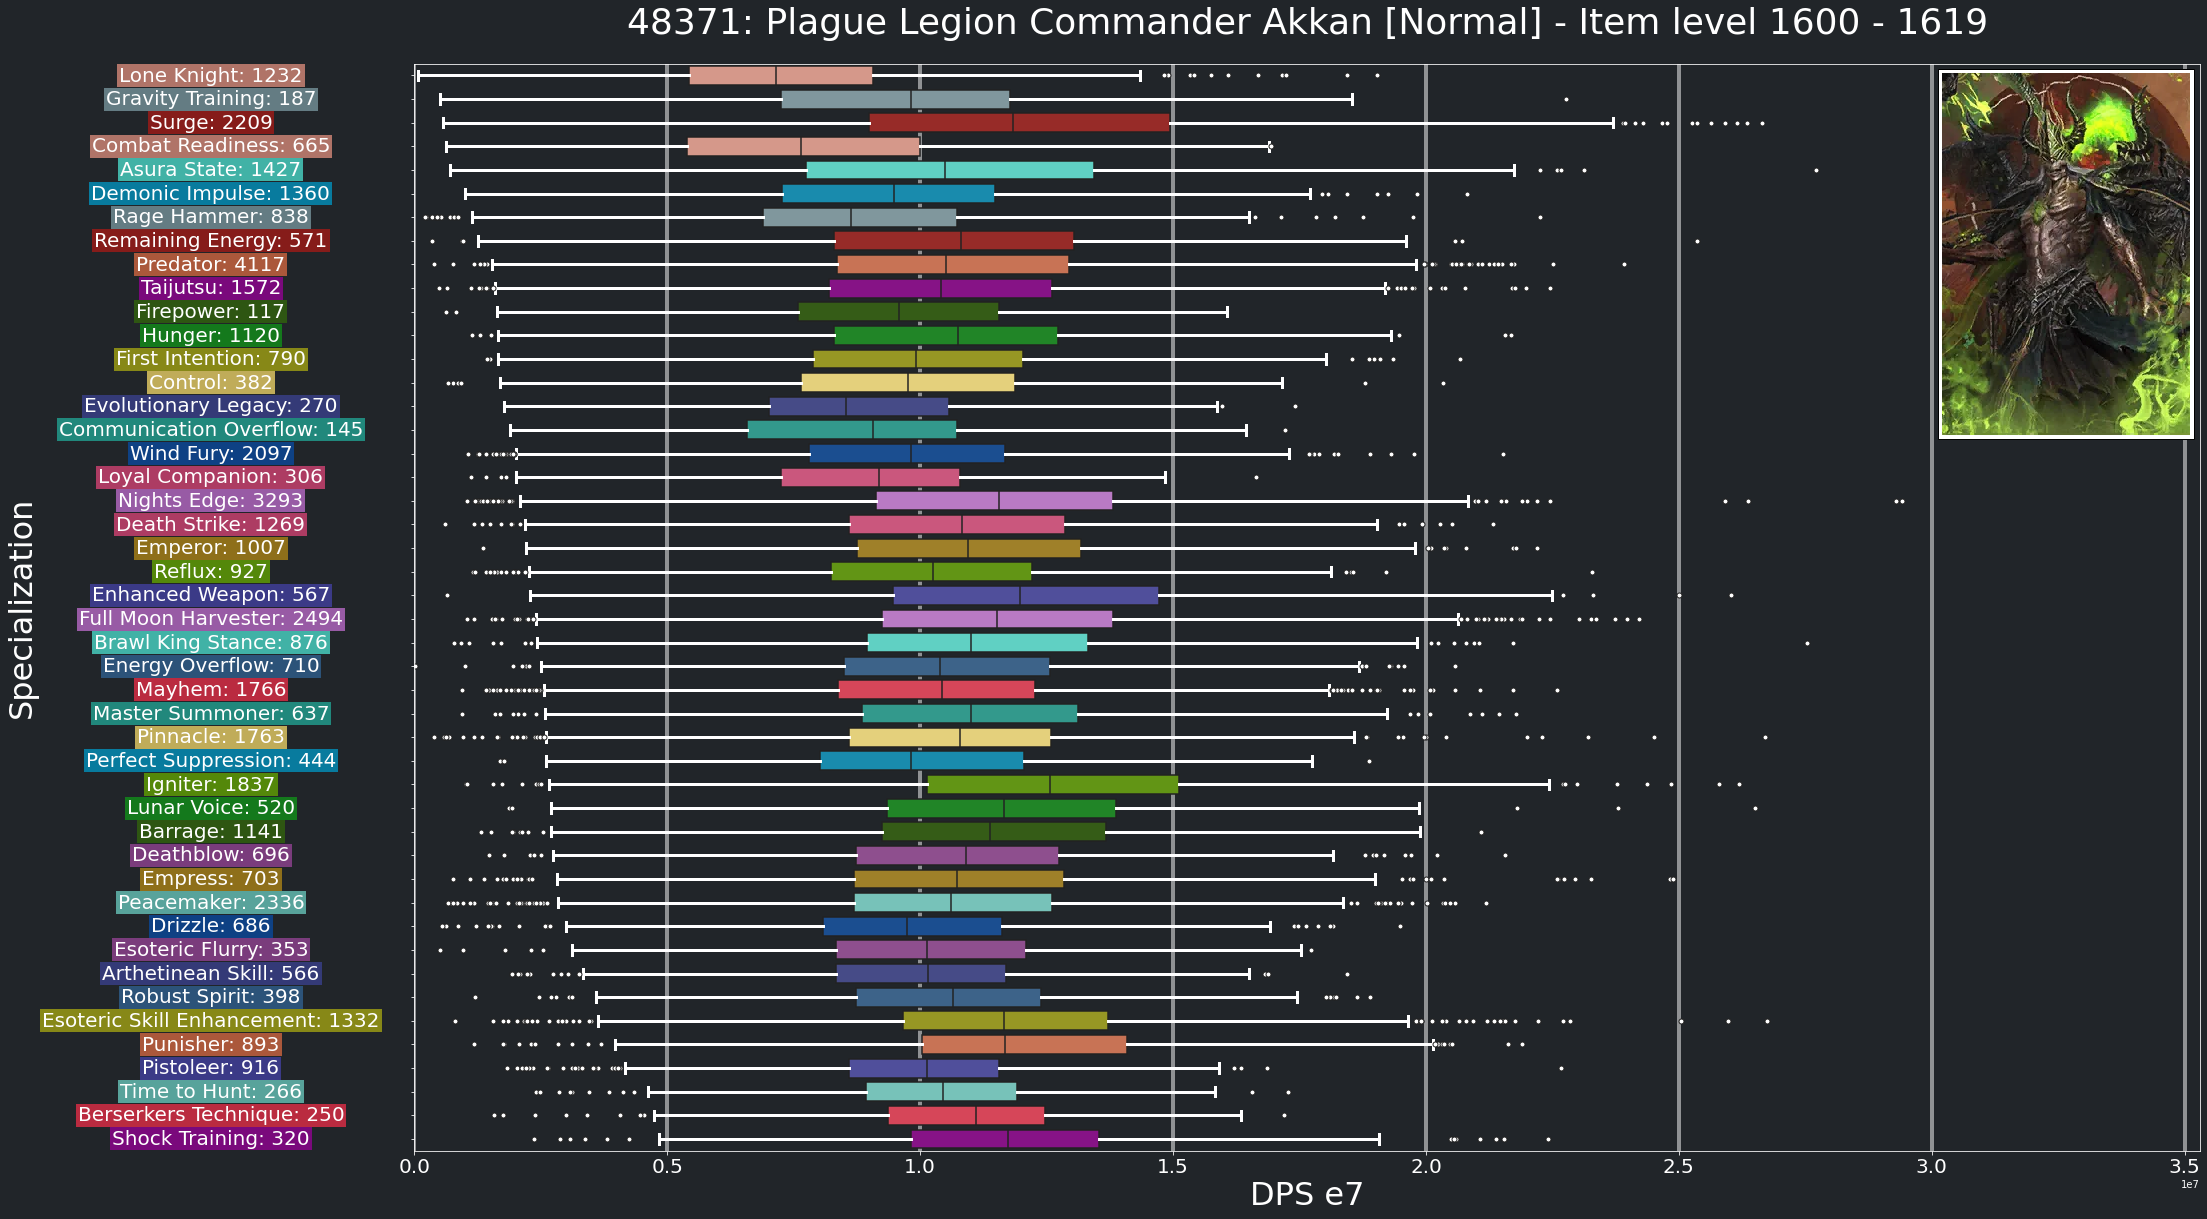 48371: Plague Legion Commander Akkan [Normal] - Item level 1600 - 1619
Lone Knight: 1232
Gravity Training: 187
Surge: 2209
Combat Readiness: 665
Asura State: 1427
Demonic Impulse: 1360
Rage Hammer: 838
Remaining Energy: 571
Predator: 4117
Taijutsu: 1572
Firepower: 117
Hunger: 1120
First Intention: 790
Control: 382
Evolutionary Legacy: 270
Communication Overflow: 145
Wind Fury: 2097
Loyal Companion: 306
Nights Edge: 3293
Death Strike: 1269
Emperor: 1007
Reflux: 927
Enhanced Weapon: 567
Full Moon Harvester: 2494
Brawl King Stance: 876
Energy Overflow: 710
Mayhem: 1766
Master Summoner: 637
Pinnacle: 1763
Perfect Suppression: 444
Igniter: 1837
Lunar Voice: 520
Barrage: 1141
Deathblow: 696
Empress: 703
Peacemaker: 2336
Drizzle: 686
Esoteric Flurry: 353
Arthetinean Skill: 566
Robust Spirit: 398
Esoteric Skill Enhancement: 1332
Punisher: 893
Pistoleer: 916
Time to Hunt: 266
Berserkers Technique: 250
Shock Training: 320
Specialization
0.0 0.5 1.0 1.5 2.0 2.5 3.0 3.5
1e7
DPS e7